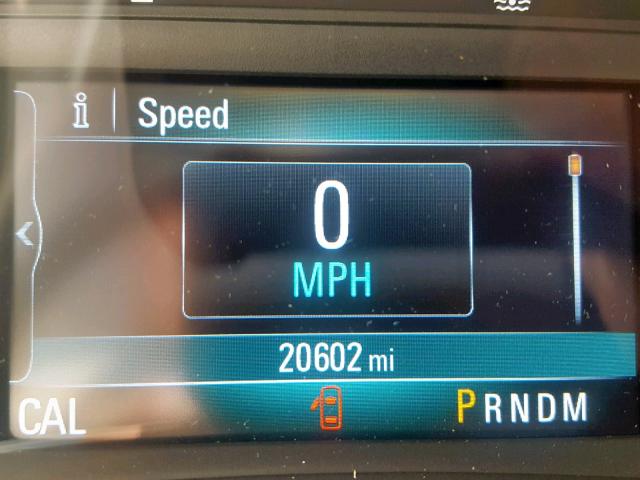 i Speed
0
MPH
20602 mi
CAL PRNDM